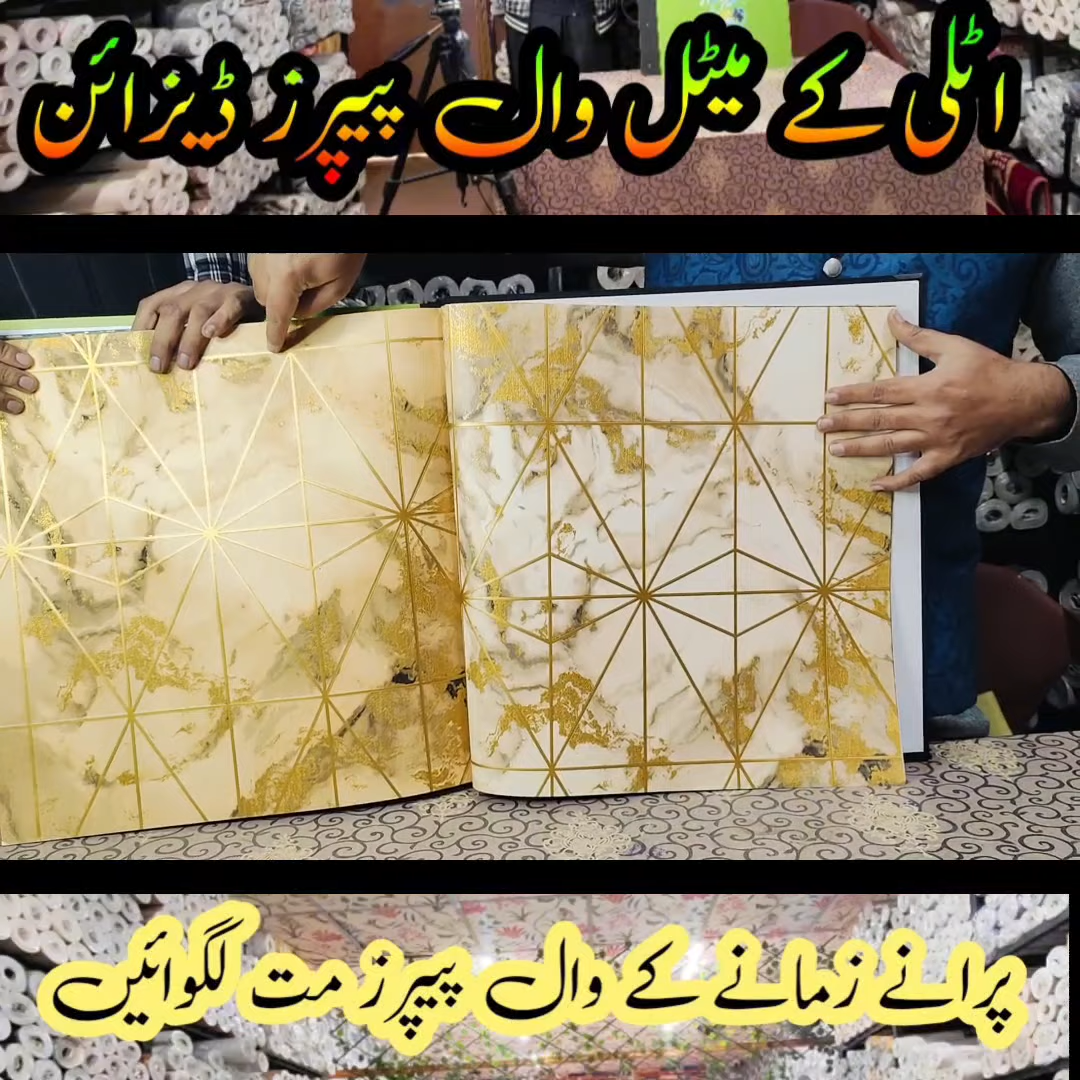 اٹلی کے میٹل وال پیپرز ڈیزائن
پرانے زمانے کے وال پیپرز مت لگوائیں